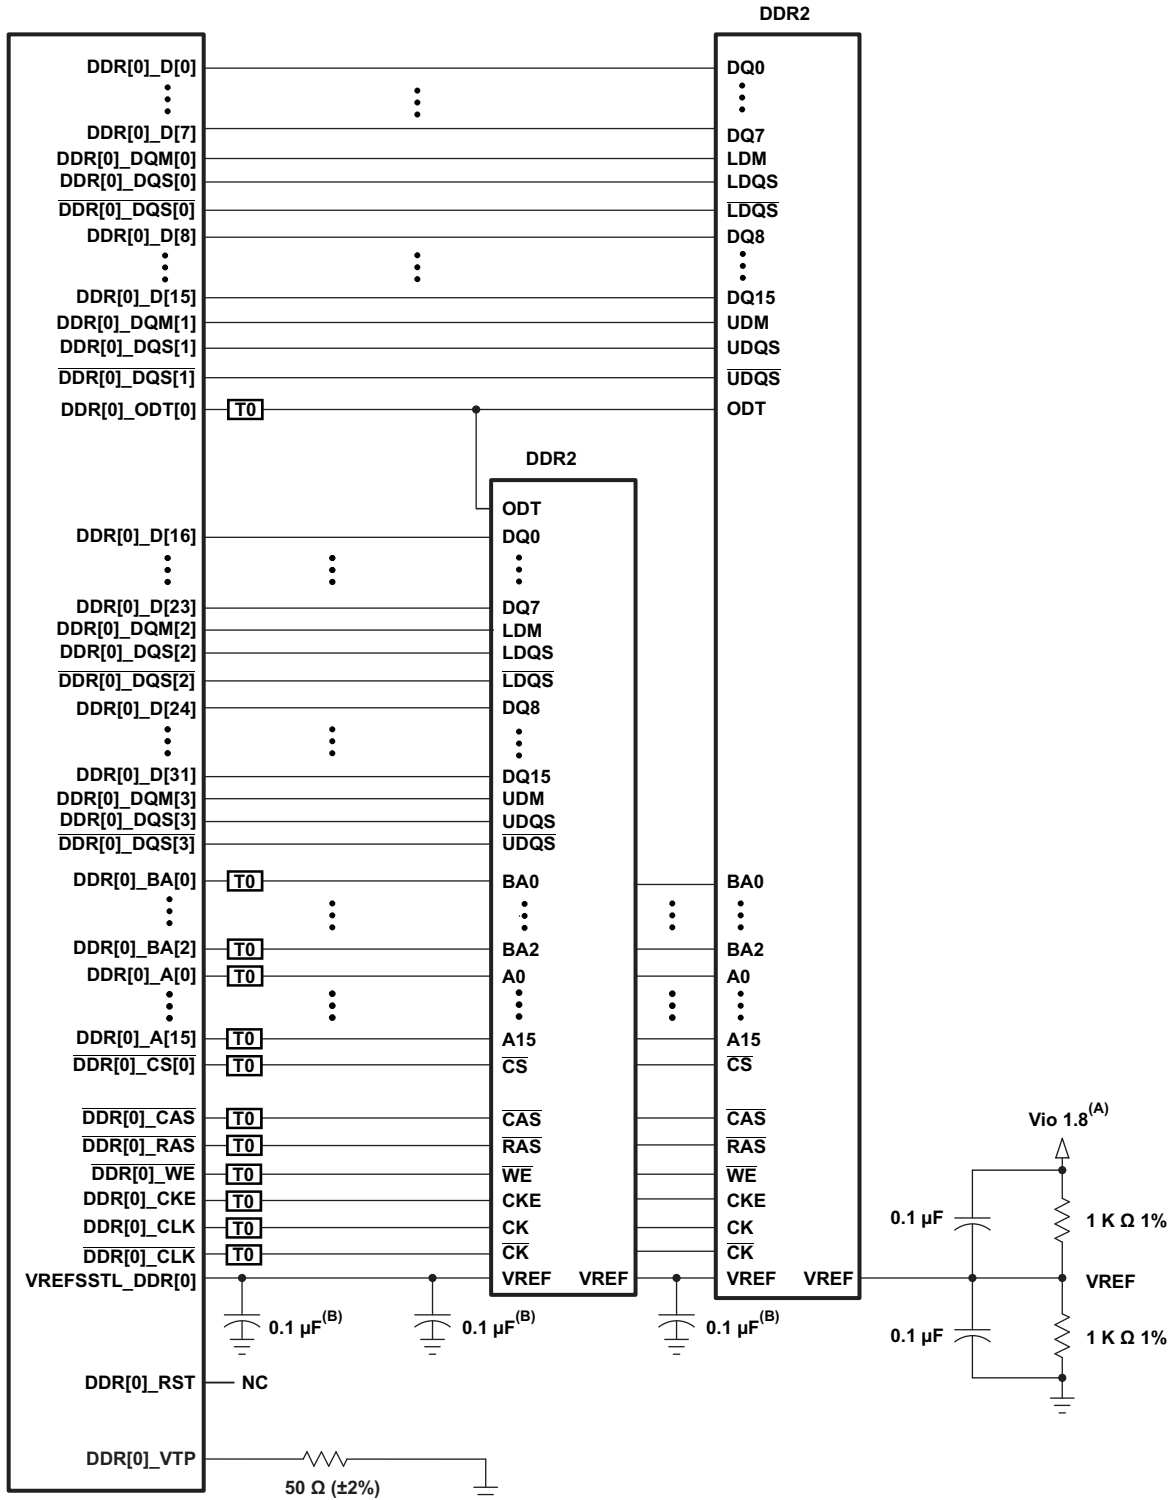 DDR2
DDR[0]_D[0] DQ0
DDR[0]_D[7] DQ7
DDR[0]_DQM[0] LDM
DDR[0]_DQS[0] LDQS
DDR[0]_DQS[0] LDQS
DDR[0]_D[8] DQ8
DDR[0]_D[15] DQ15
DDR[0]_DQM[1] UDM
DDR[0]_DQS[1] UDQS
DDR[0]_DQS[1] UDQS
DDR[0]_ODT[0] T0 ODT
DDR2
ODT
DDR[0]_D[16] DQ0
DDR[0]_D[23] DQ7
DDR[0]_DQM[2] LDM
DDR[0]_DQS[2] LDQS
DDR[0]_DQS[2] LDQS
DDR[0]_D[24] DQ8
DDR[0]_D[31] DQ15
DDR[0]_DQM[3] UDM
DDR[0]_DQS[3] UDQS
DDR[0]_DQS[3] UDQS
DDR[0]_BA[0] T0 BA0 BA0
DDR[0]_BA[2] T0 BA2 BA2
DDR[0]_A[0] T0 A0 A0
DDR[0]_A[15] T0 A15 A15
DDR[0]_CS[0] T0 CS CS
DDR[0]_CAS T0 CAS CAS
Vio 1.8(A)
DDR[0]_RAS T0 RAS RAS
DDR[0]_WE T0 WE WE
DDR[0]_CKE T0 CKE CKE
DDR[0]_CLK T0 CK CK
0.1 µF 1 K Ω 1%
DDR[0]_CLK T0 CK CK
VREFSSTL_DDR[0] VREF VREF VREF VREF VREF
0.1 µF(B) 0.1 µF(B) 0.1 µF(B) 0.1 µF 1 K Ω 1%
DDR[0]_RST NC
DDR[0]_VTP
50 Ω (±2%)